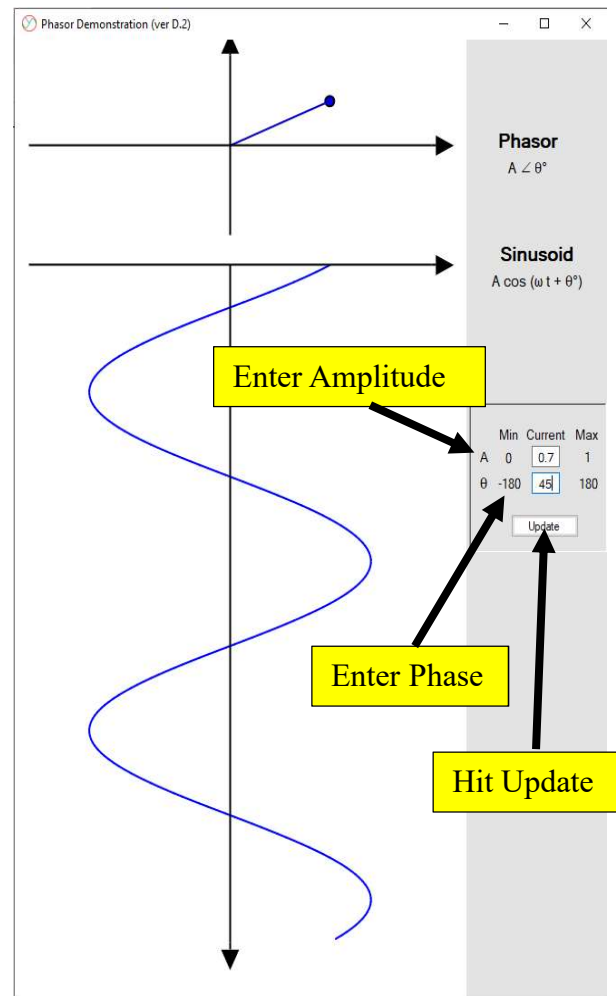 Phasor Demonstration (ver D.2)
Phasor
A ∠ θ°
Sinusoid
A cos (ω t + θ°)
Enter Amplitude
Min Current Max
A 0 0.7 1
θ -180 45 180
Update
Enter Phase
Hit Update